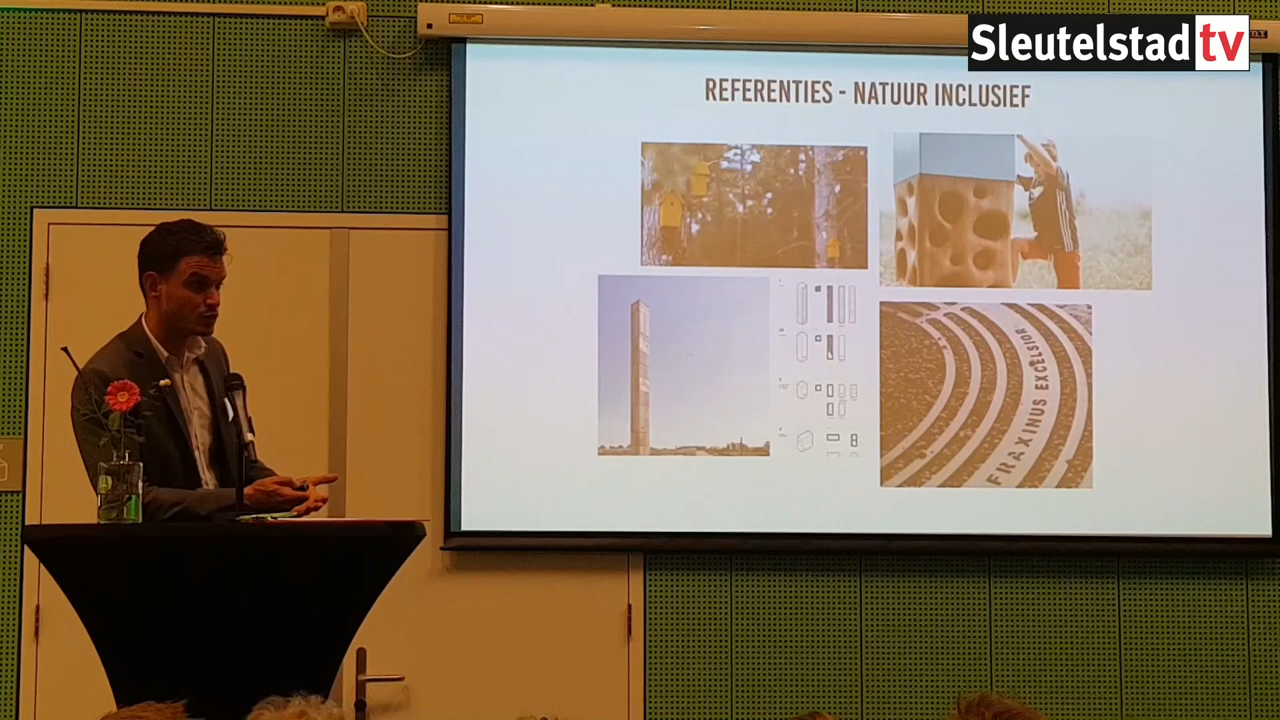 Sleutelstad tv
REFERENTIES - NATUUR INCLUSIEF
FRAXINUS EXCELSIOR